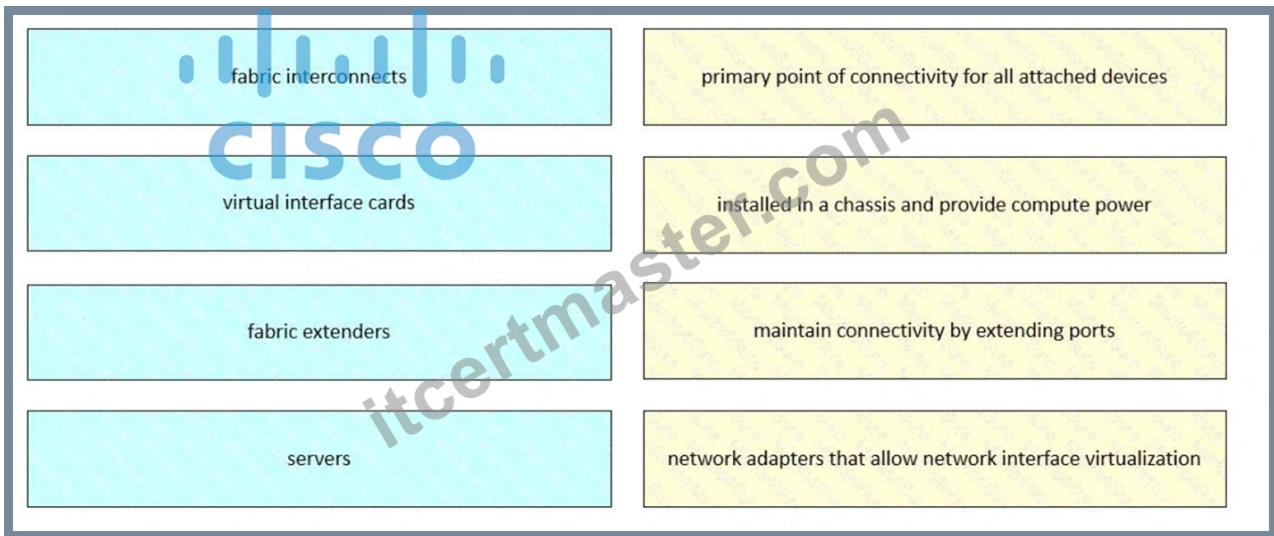 CISCO
fabric interconnects
primary point of connectivity for all attached devices
virtual interface cards
installed in a chassis and provide compute power
fabric extenders
maintain connectivity by extending ports
servers
network adapters that allow network interface virtualization
itcertmaster.com